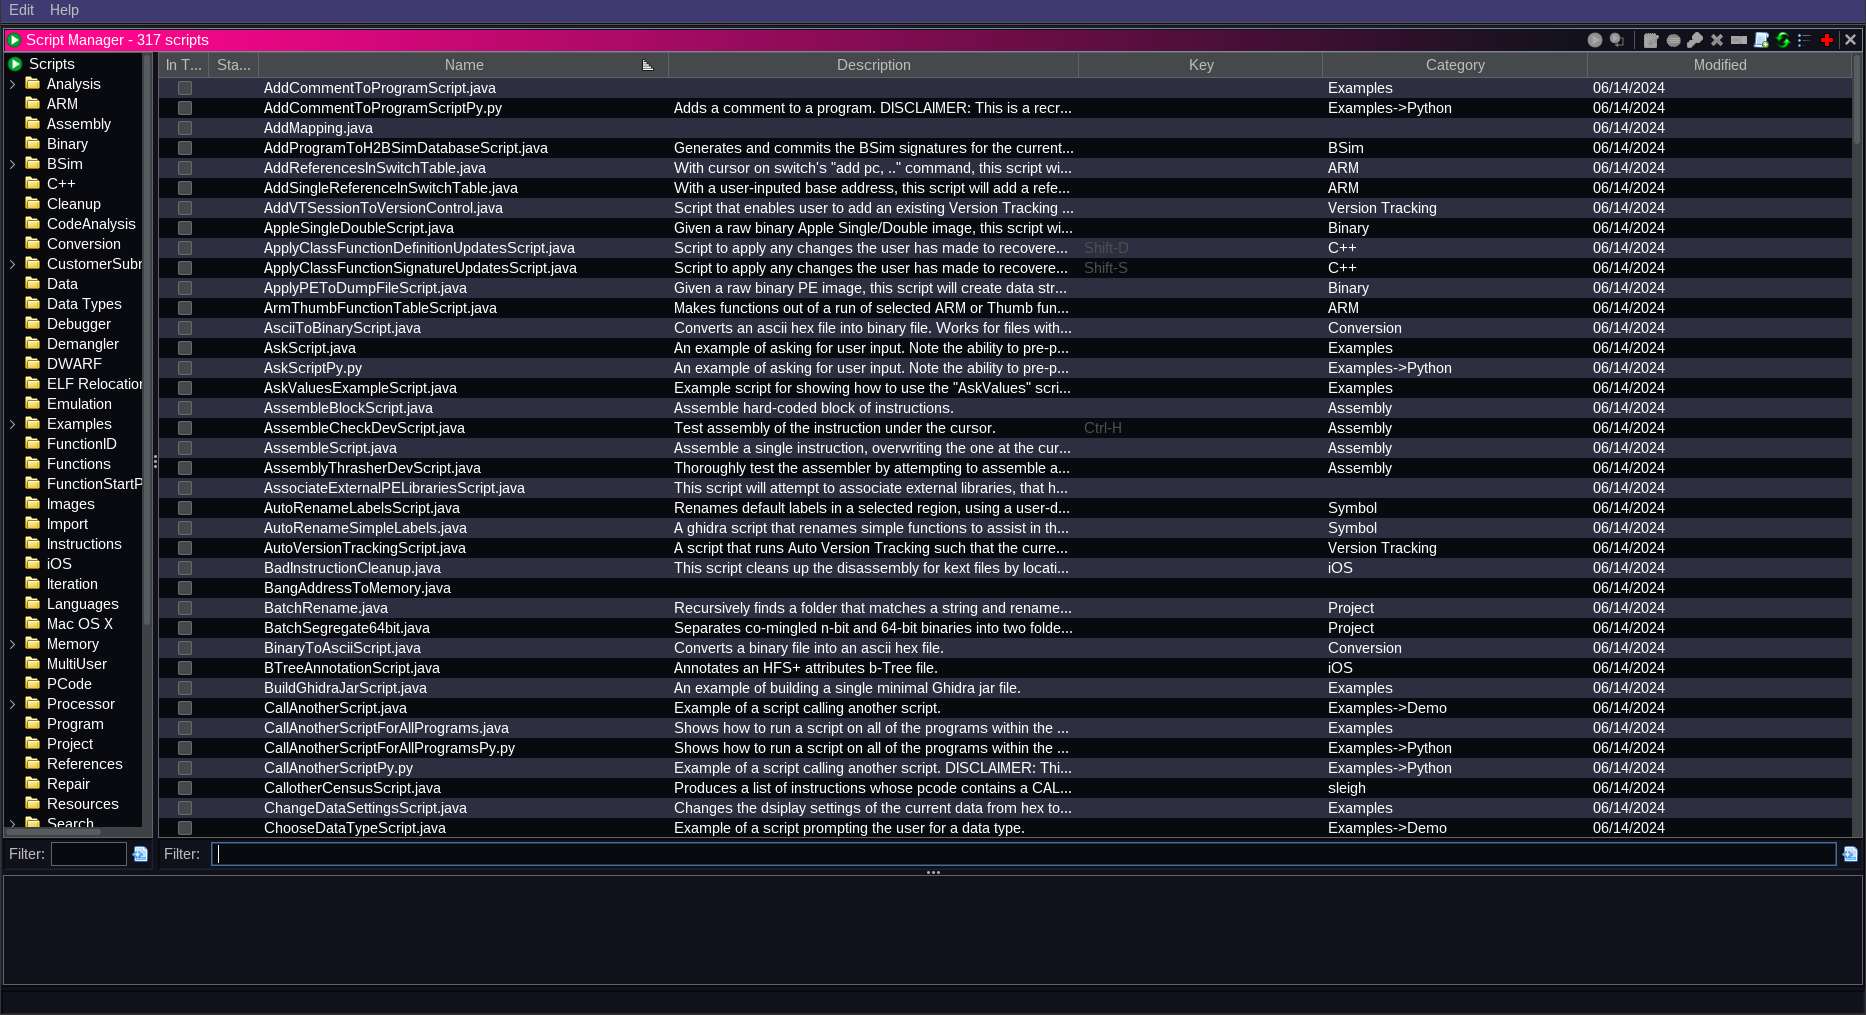 Edit Help
Script Manager - 317 scripts
Scripts
Analysis
ARM
Assembly
Binary
BSim
C++
Cleanup
CodeAnalysis
Conversion
CustomerSubr
Data
Data Types
Debugger
Demangler
DWARF
ELF Relocation
Emulation
Examples
FunctionID
Functions
FunctionStartP
Images
Import
Instructions
iOS
Iteration
Languages
Mac OS X
Memory
MultiUser
PCode
Processor
Program
Project
References
Repair
Resources
Search
Filter:
In T... Sta... Name Description Key Category Modified
AddCommentToProgramScript.java Examples 06/14/2024
AddCommentToProgramScriptPy.py Adds a comment to a program. DISCLAIMER: This is a recr... Examples->Python 06/14/2024
AddMapping.java 06/14/2024
AddProgramToH2BSimDatabaseScript.java Generates and commits the BSim signatures for the current... BSim 06/14/2024
AddReferencesInSwitchTable.java With cursor on switch's "add pc, .." command, this script wi... ARM 06/14/2024
AddSingleReferenceInSwitchTable.java With a user-inputed base address, this script will add a refe... ARM 06/14/2024
AddVTSessionToVersionControl.java Script that enables user to add an existing Version Tracking ... Version Tracking 06/14/2024
AppleSingleDoubleScript.java Given a raw binary Apple Single/Double image, this script wi... Binary 06/14/2024
ApplyClassFunctionDefinitionUpdatesScript.java Script to apply any changes the user has made to recovere... Shift-D C++ 06/14/2024
ApplyClassFunctionSignatureUpdatesScript.java Script to apply any changes the user has made to recovere... Shift-S C++ 06/14/2024
ApplyPEToDumpFileScript.java Given a raw binary PE image, this script will create data str... Binary 06/14/2024
ArmThumbFunctionTableScript.java Makes functions out of a run of selected ARM or Thumb fun... ARM 06/14/2024
AsciiToBinaryScript.java Converts an ascii hex file into binary file. Works for files with... Conversion 06/14/2024
AskScript.java An example of asking for user input. Note the ability to pre-p... Examples 06/14/2024
AskScriptPy.py An example of asking for user input. Note the ability to pre-p... Examples->Python 06/14/2024
AskValuesExampleScript.java Example script for showing how to use the "AskValues" scri... Examples 06/14/2024
AssembleBlockScript.java Assemble hard-coded block of instructions. Assembly 06/14/2024
AssembleCheckDevScript.java Test assembly of the instruction under the cursor. Ctrl-H Assembly 06/14/2024
AssembleScript.java Assemble a single instruction, overwriting the one at the cur... Assembly 06/14/2024
AssemblyThrasherDevScript.java Thoroughly test the assembler by attempting to assemble a... Assembly 06/14/2024
AssociateExternalPELibrariesScript.java This script will attempt to associate external libraries, that h... 06/14/2024
AutoRenameLabelsScript.java Renames default labels in a selected region, using a user-d... Symbol 06/14/2024
AutoRenameSimpleLabels.java A ghidra script that renames simple functions to assist in th... Symbol 06/14/2024
AutoVersionTrackingScript.java A script that runs Auto Version Tracking such that the curre... Version Tracking 06/14/2024
BadInstructionCleanup.java This script cleans up the disassembly for kext files by locati... iOS 06/14/2024
BangAddressToMemory.java 06/14/2024
BatchRename.java Recursively finds a folder that matches a string and rename... Project 06/14/2024
BatchSegregate64bit.java Separates co-mingled n-bit and 64-bit binaries into two folde... Project 06/14/2024
BinaryToAsciiScript.java Converts a binary file into an ascii hex file. Conversion 06/14/2024
BTreeAnnotationScript.java Annotates an HFS+ attributes b-Tree file. iOS 06/14/2024
BuildGhidraJarScript.java An example of building a single minimal Ghidra jar file. Examples 06/14/2024
CallAnotherScript.java Example of a script calling another script. Examples->Demo 06/14/2024
CallAnotherScriptForAllPrograms.java Shows how to run a script on all of the programs within the ... Examples 06/14/2024
CallAnotherScriptForAllProgramsPy.py Shows how to run a script on all of the programs within the ... Examples->Python 06/14/2024
CallAnotherScriptPy.py Example of a script calling another script. DISCLAIMER: Thi... Examples->Python 06/14/2024
CallotherCensusScript.java Produces a list of instructions whose pcode contains a CAL... sleigh 06/14/2024
ChangeDataSettingsScript.java Changes the dsiplay settings of the current data from hex to... Examples 06/14/2024
ChooseDataTypeScript.java Example of a script prompting the user for a data type. Examples->Demo 06/14/2024
Filter: